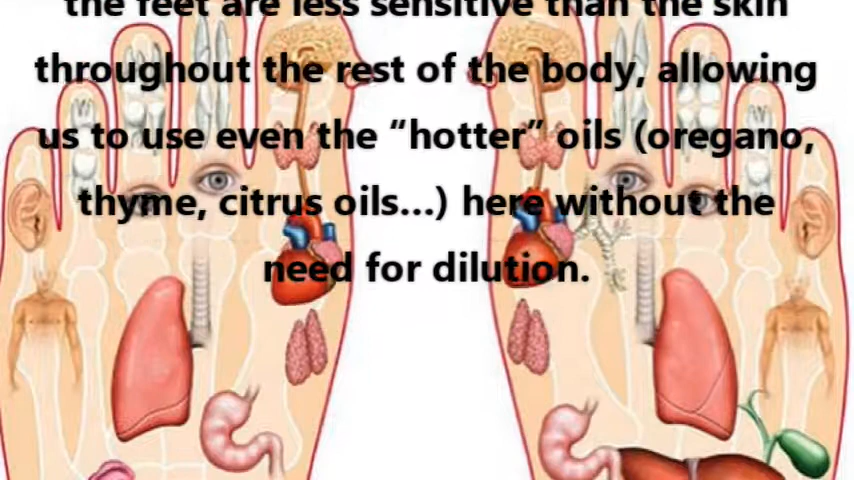 the feet are less sensitive than the skin
throughout the rest of the body, allowing
us to use even the “hotter” oils (oregano,
thyme, citrus oils...) here without the
need for dilution.